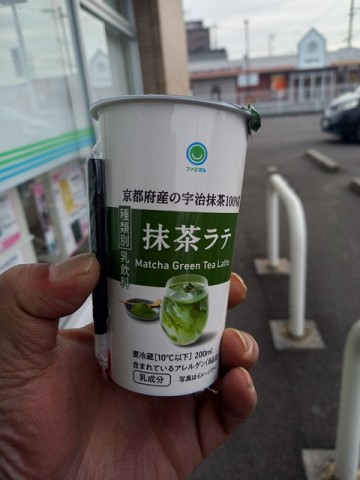 ファミマル
京都府産の宇治抹茶100%
種類別 乳飲料
抹茶ラテ
Matcha Green Tea Latte
要冷蔵[10℃以下] 200ml
含まれているアレルゲン
乳成分
写真はイメージ